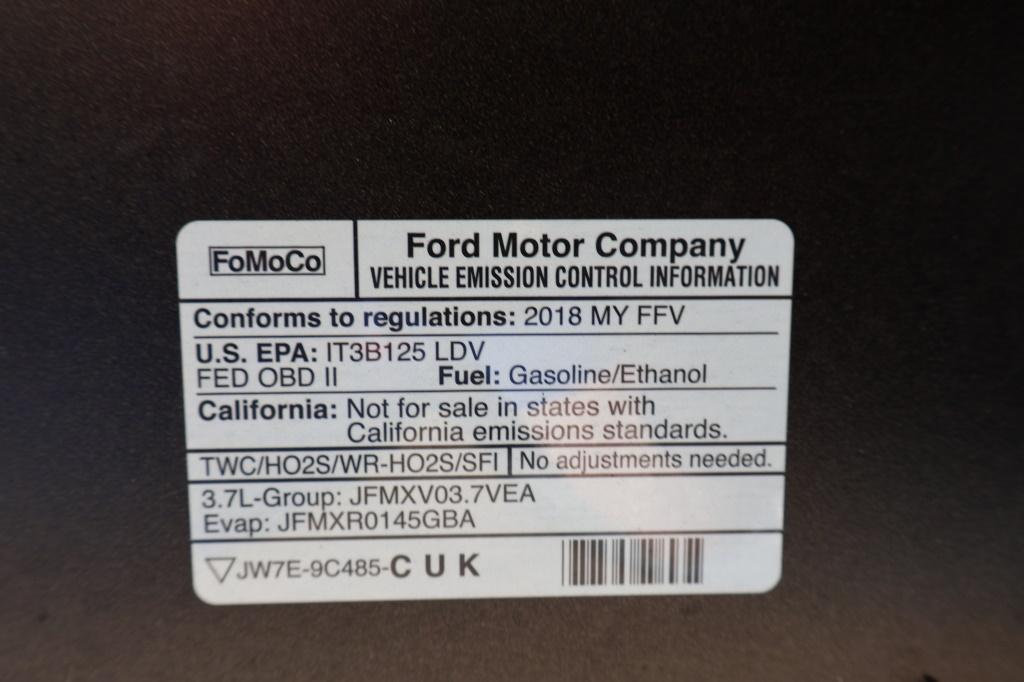 FoMoCo
Ford Motor Company
VEHICLE EMISSION CONTROL INFORMATION
Conforms to regulations: 2018 MY FFV
U.S. EPA: IT3B125 LDV
FED OBD II Fuel: Gasoline/Ethanol
California: Not for sale in states with
California emissions standards.
TWC/HO2S/WR-HO2S/SFI No adjustments needed.
3.7L-Group: JFMXV03.7VEA
Evap: JFMXR0145GBA
▽JW7E-9C485-C U K